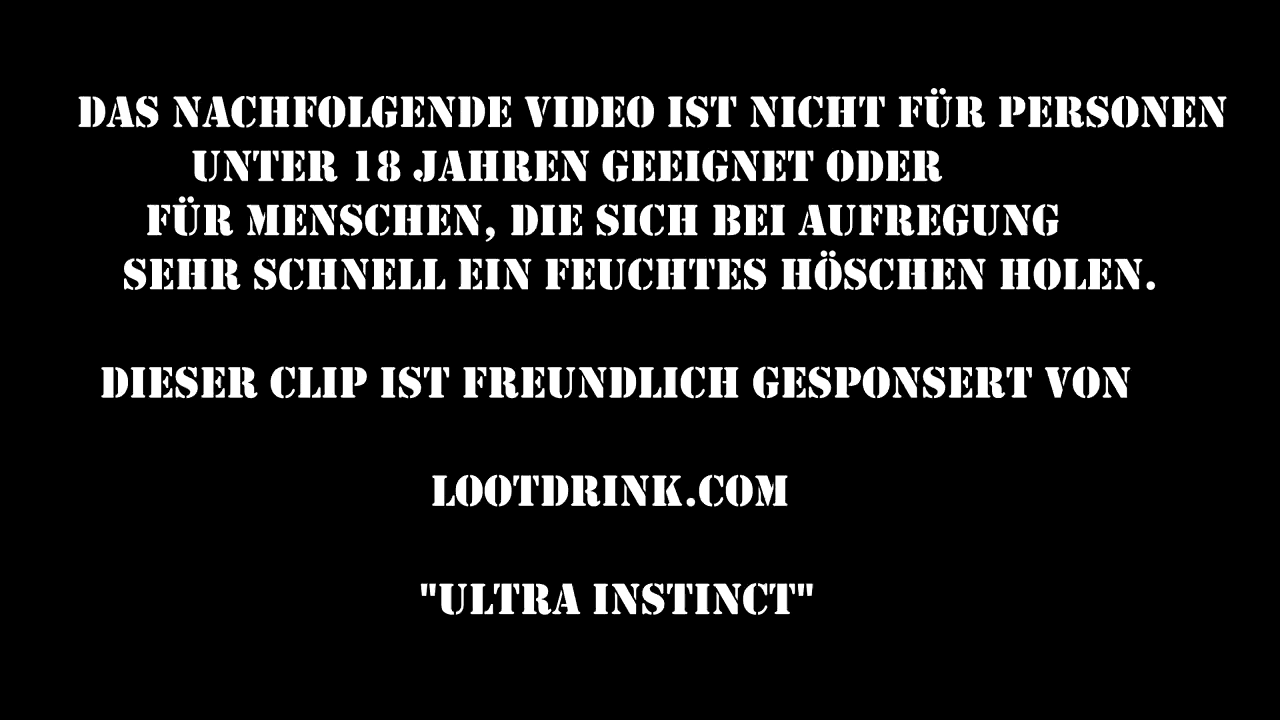 DAS NACHFOLGENDE VIDEO IST NICHT FÜR PERSONEN
UNTER 18 JAHREN GEEIGNET ODER
FÜR MENSCHEN, DIE SICH BEI AUFREGUNG
SEHR SCHNELL EIN FEUCHTES HÖSCHEN HOLEN.
DIESER CLIP IST FREUNDLICH GESPONSERT VON
LOOTDRINK.COM
"ULTRA INSTINCT"